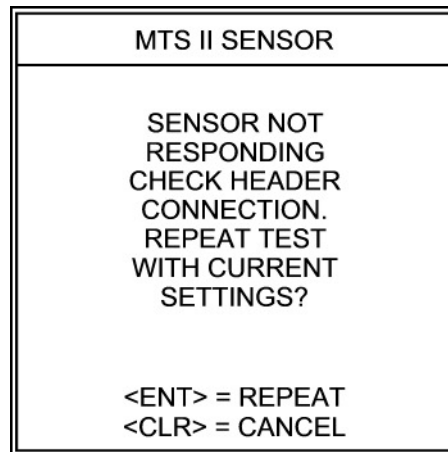 MTS II SENSOR
SENSOR NOT
RESPONDING
CHECK HEADER
CONNECTION.
REPEAT TEST
WITH CURRENT
SETTINGS?
<ENT> = REPEAT
<CLR> = CANCEL